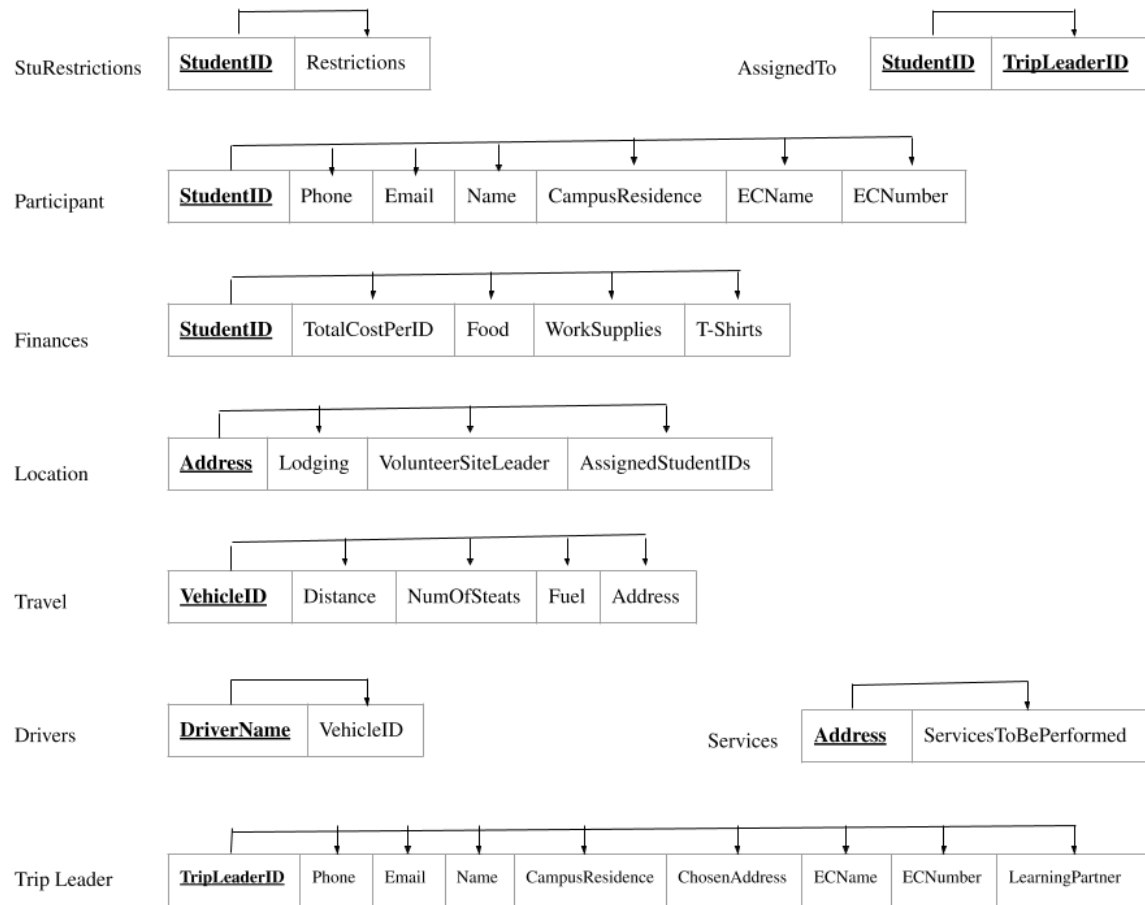 StuRestrictions StudentID Restrictions AssignedTo StudentID TripLeaderID
Participant StudentID Phone Email Name CampusResidence ECName ECNumber
Finances StudentID TotalCostPerID Food WorkSupplies T-Shirts
Location Address Lodging VolunteerSiteLeader AssignedStudentIDs
Travel VehicleID Distance NumOfSteats Fuel Address
Drivers DriverName VehicleID Services Address ServicesToBePerformed
Trip Leader TripLeaderID Phone Email Name CampusResidence ChosenAddress ECName ECNumber LearningPartner